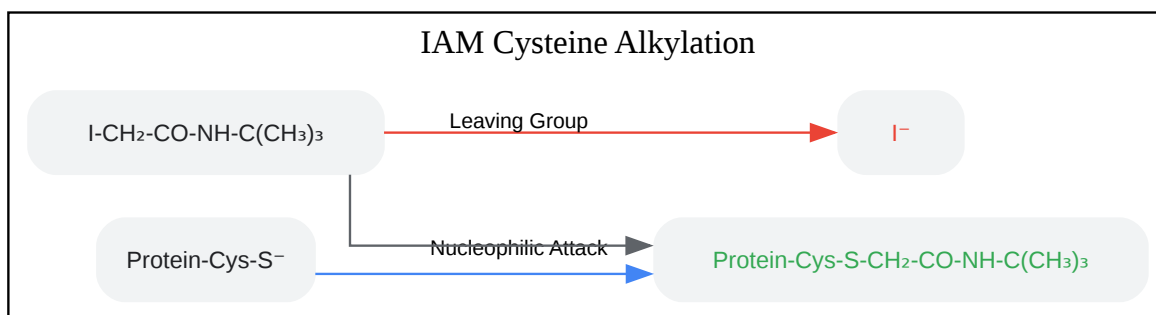 IAM Cysteine Alkylation
I-CH₂-CO-NH-C(CH₃)₃
Leaving Group
I⁻
Protein-Cys-S⁻
Nucleophilic Attack
Protein-Cys-S-CH₂-CO-NH-C(CH₃)₃